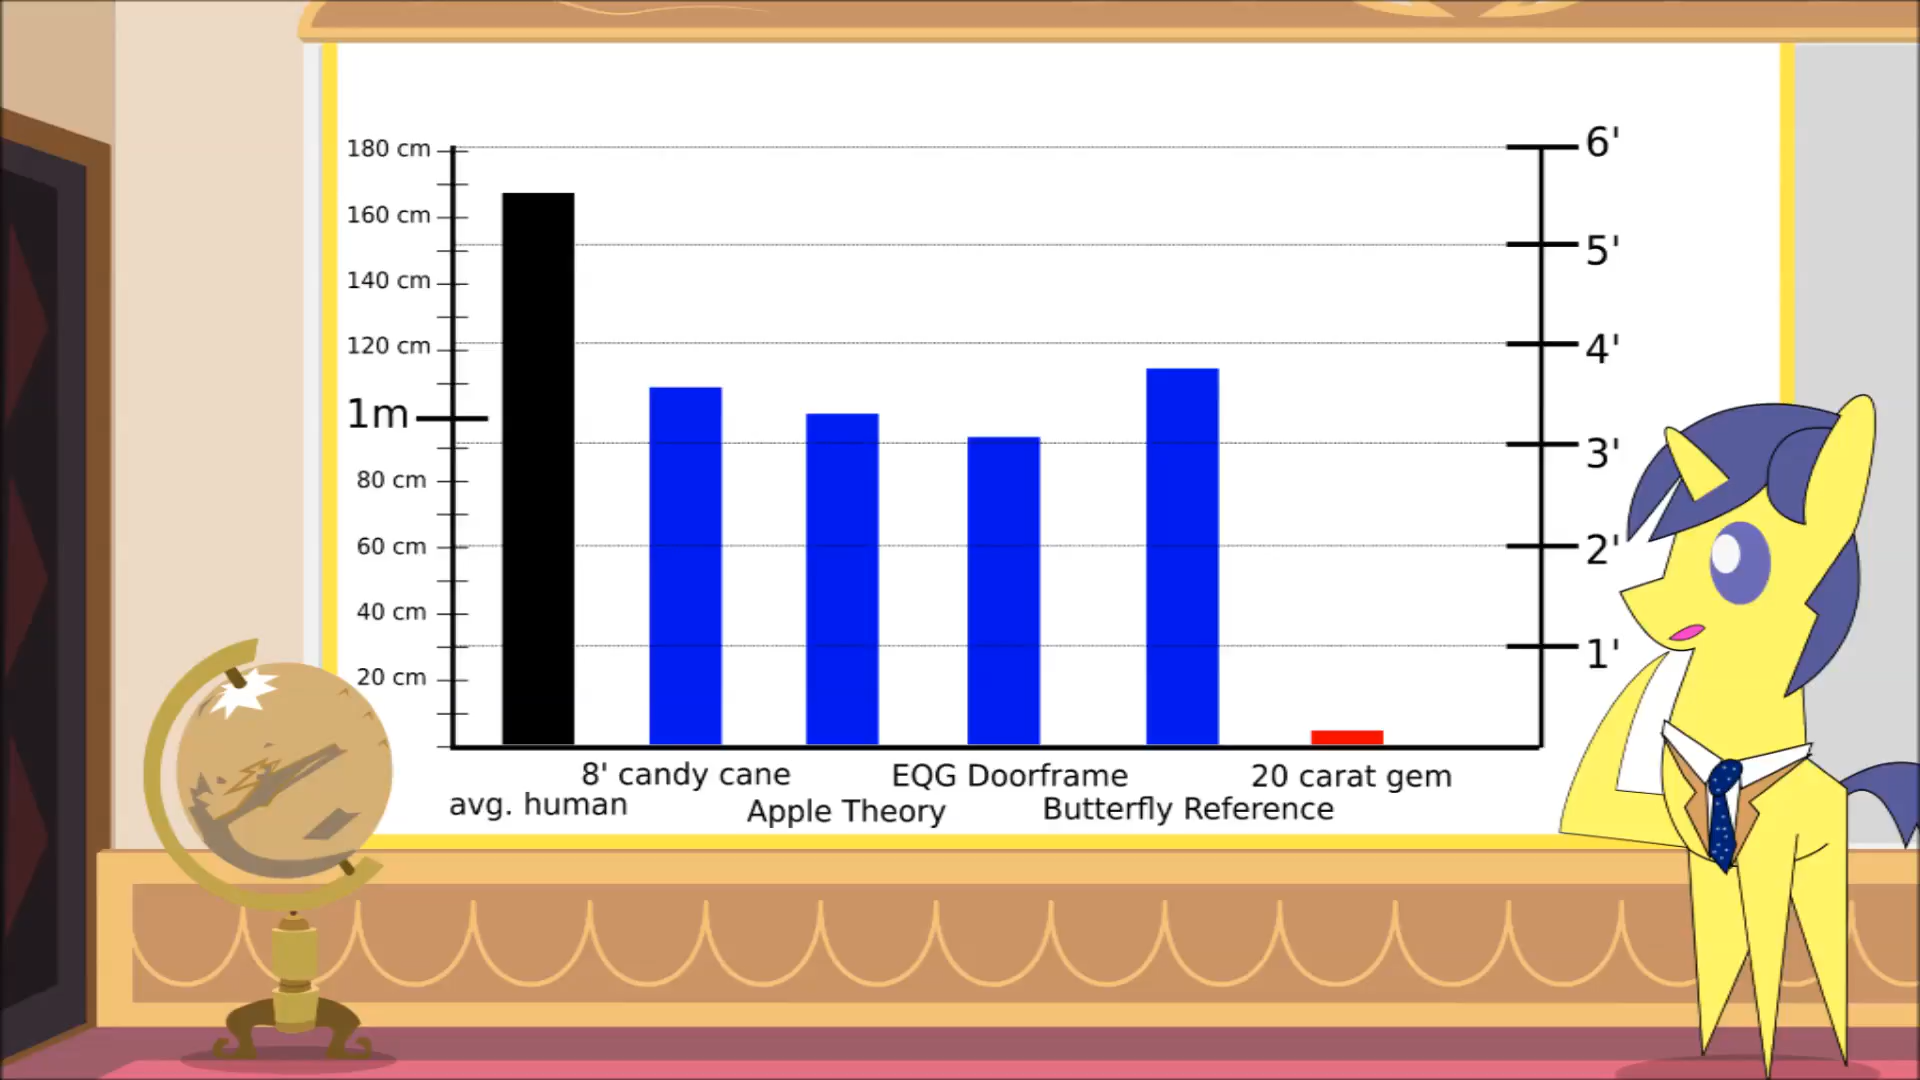 180 cm
160 cm
140 cm
120 cm
1m
80 cm
60 cm
40 cm
20 cm
6'
5'
4'
3'
2'
1'
8' candy cane
EQG Doorframe
20 carat gem
avg. human
Apple Theory
Butterfly Reference